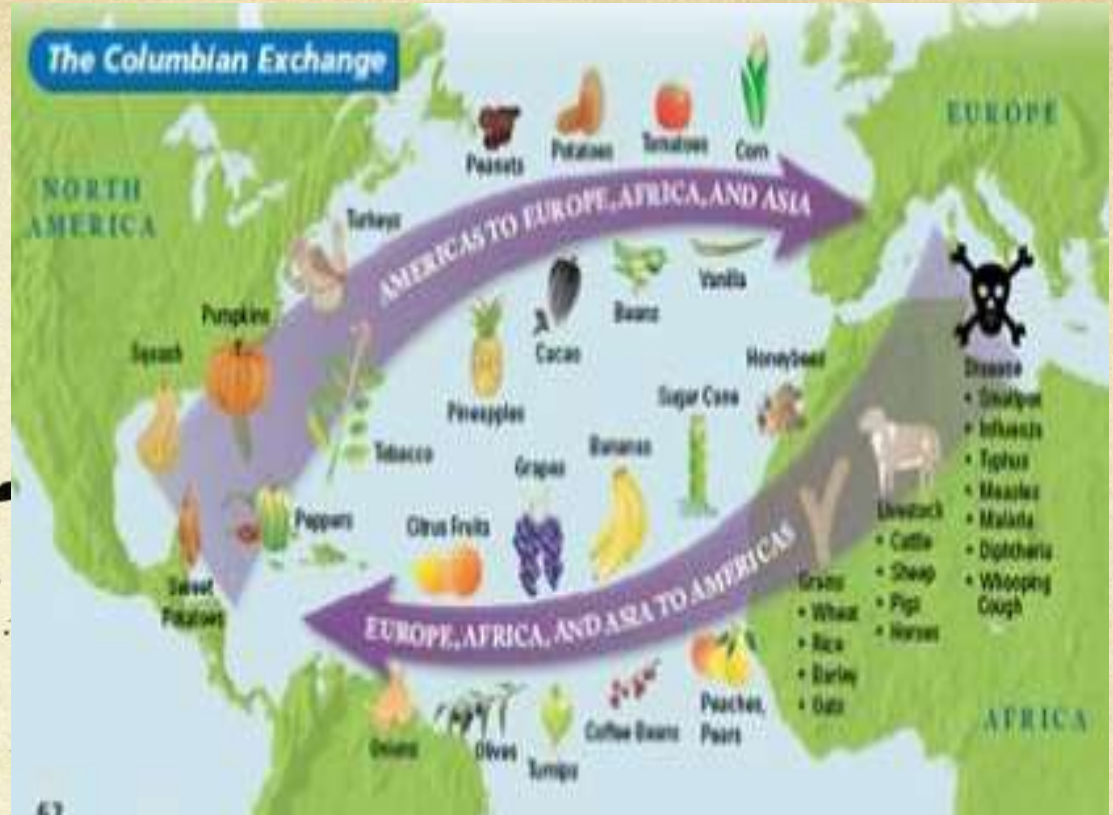 The Columbian Exchange
NORTH
AMERICA
EUROPE
Peanuts
Potatoes
Tomatoes
Corn
AMERICAS TO EUROPE, AFRICA, AND ASIA
Turkeys
Pumpkins
Squash
Tobacco
Peppers
Sweet
Potatoes
Pineapples
Cacao
Beans
Vanilla
Citrus Fruits
Grapes
Bananas
Sugar Cane
Honeybees
EUROPE, AFRICA, AND ASIA TO AMERICAS
Onions
Olives
Turnips
Coffee Beans
Peaches,
Pears
Grains
• Wheat
• Rice
• Barley
• Oats
Livestock
• Cattle
• Sheep
• Pigs
• Horses
Disease
• Smallpox
• Influenza
• Typhus
• Measles
• Malaria
• Diphtheria
• Whooping
Cough
AFRICA